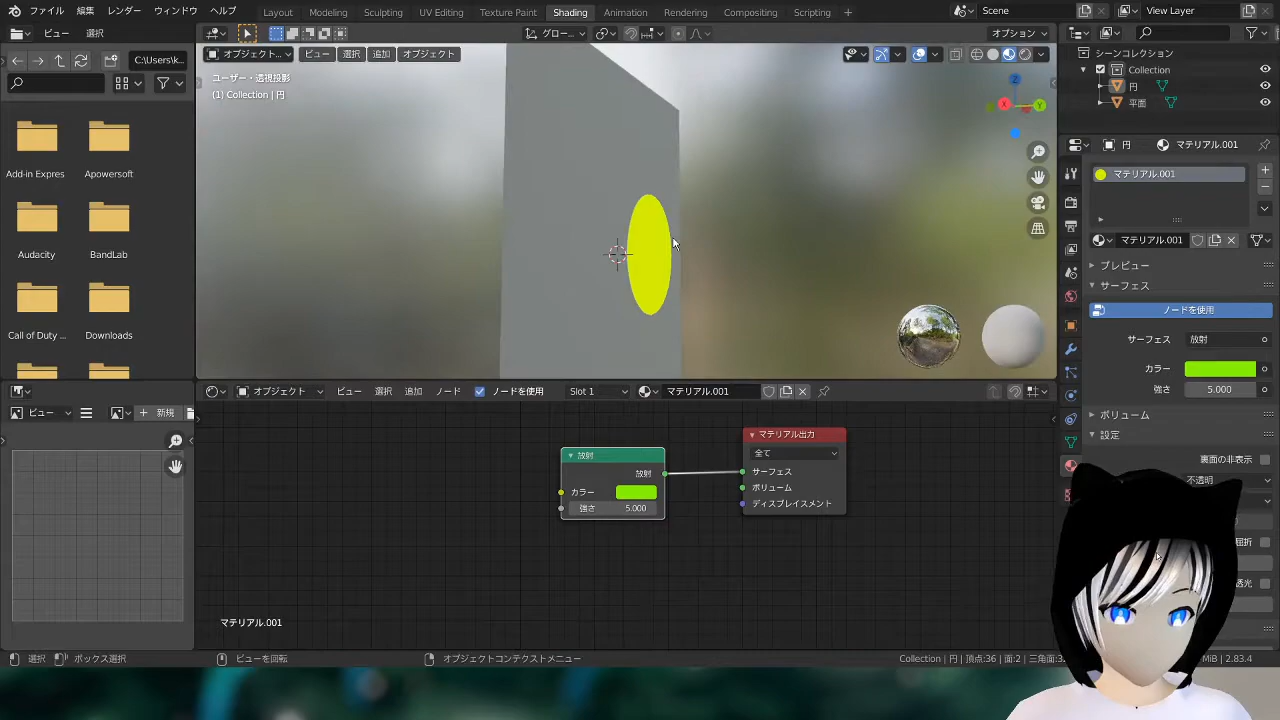 ファイル 編集 レンダー ウィンドウ ヘルプ Layout Modeling Sculpting UV Editing Texture Paint Shading Animation Rendering Compositing Scripting + Scene View Layer
ビュー 選択 グロー… オプション
C:\Users\k…
オブジェクト… ビュー 選択 追加 オブジェクト
ユーザー・透視投影
(1) Collection | 円
シーンコレクション
Collection
円
平面
円 マテリアル.001
マテリアル.001
マテリアル.001
プレビュー
サーフェス
ノードを使用
サーフェス 放射
カラー
強さ 5.000
ボリューム
設定
裏面の非表示
不透明
屈折
透光
Add-in Expres Apowersoft
Audacity BandLab
Call of Duty … Downloads
X Y Z
ビュー 新規
オブジェクト ビュー 選択 追加 ノード ノードを使用 Slot 1 マテリアル.001
放射
放射
カラー
強さ 5.000
マテリアル出力
全て
サーフェス
ボリューム
ディスプレイスメント
マテリアル.001
選択 ボックス選択 ビューを回転 オブジェクトコンテクストメニュー Collection | 円 | 頂点:36 | 面:2 | 三角面:3 MiB | 2.83.4